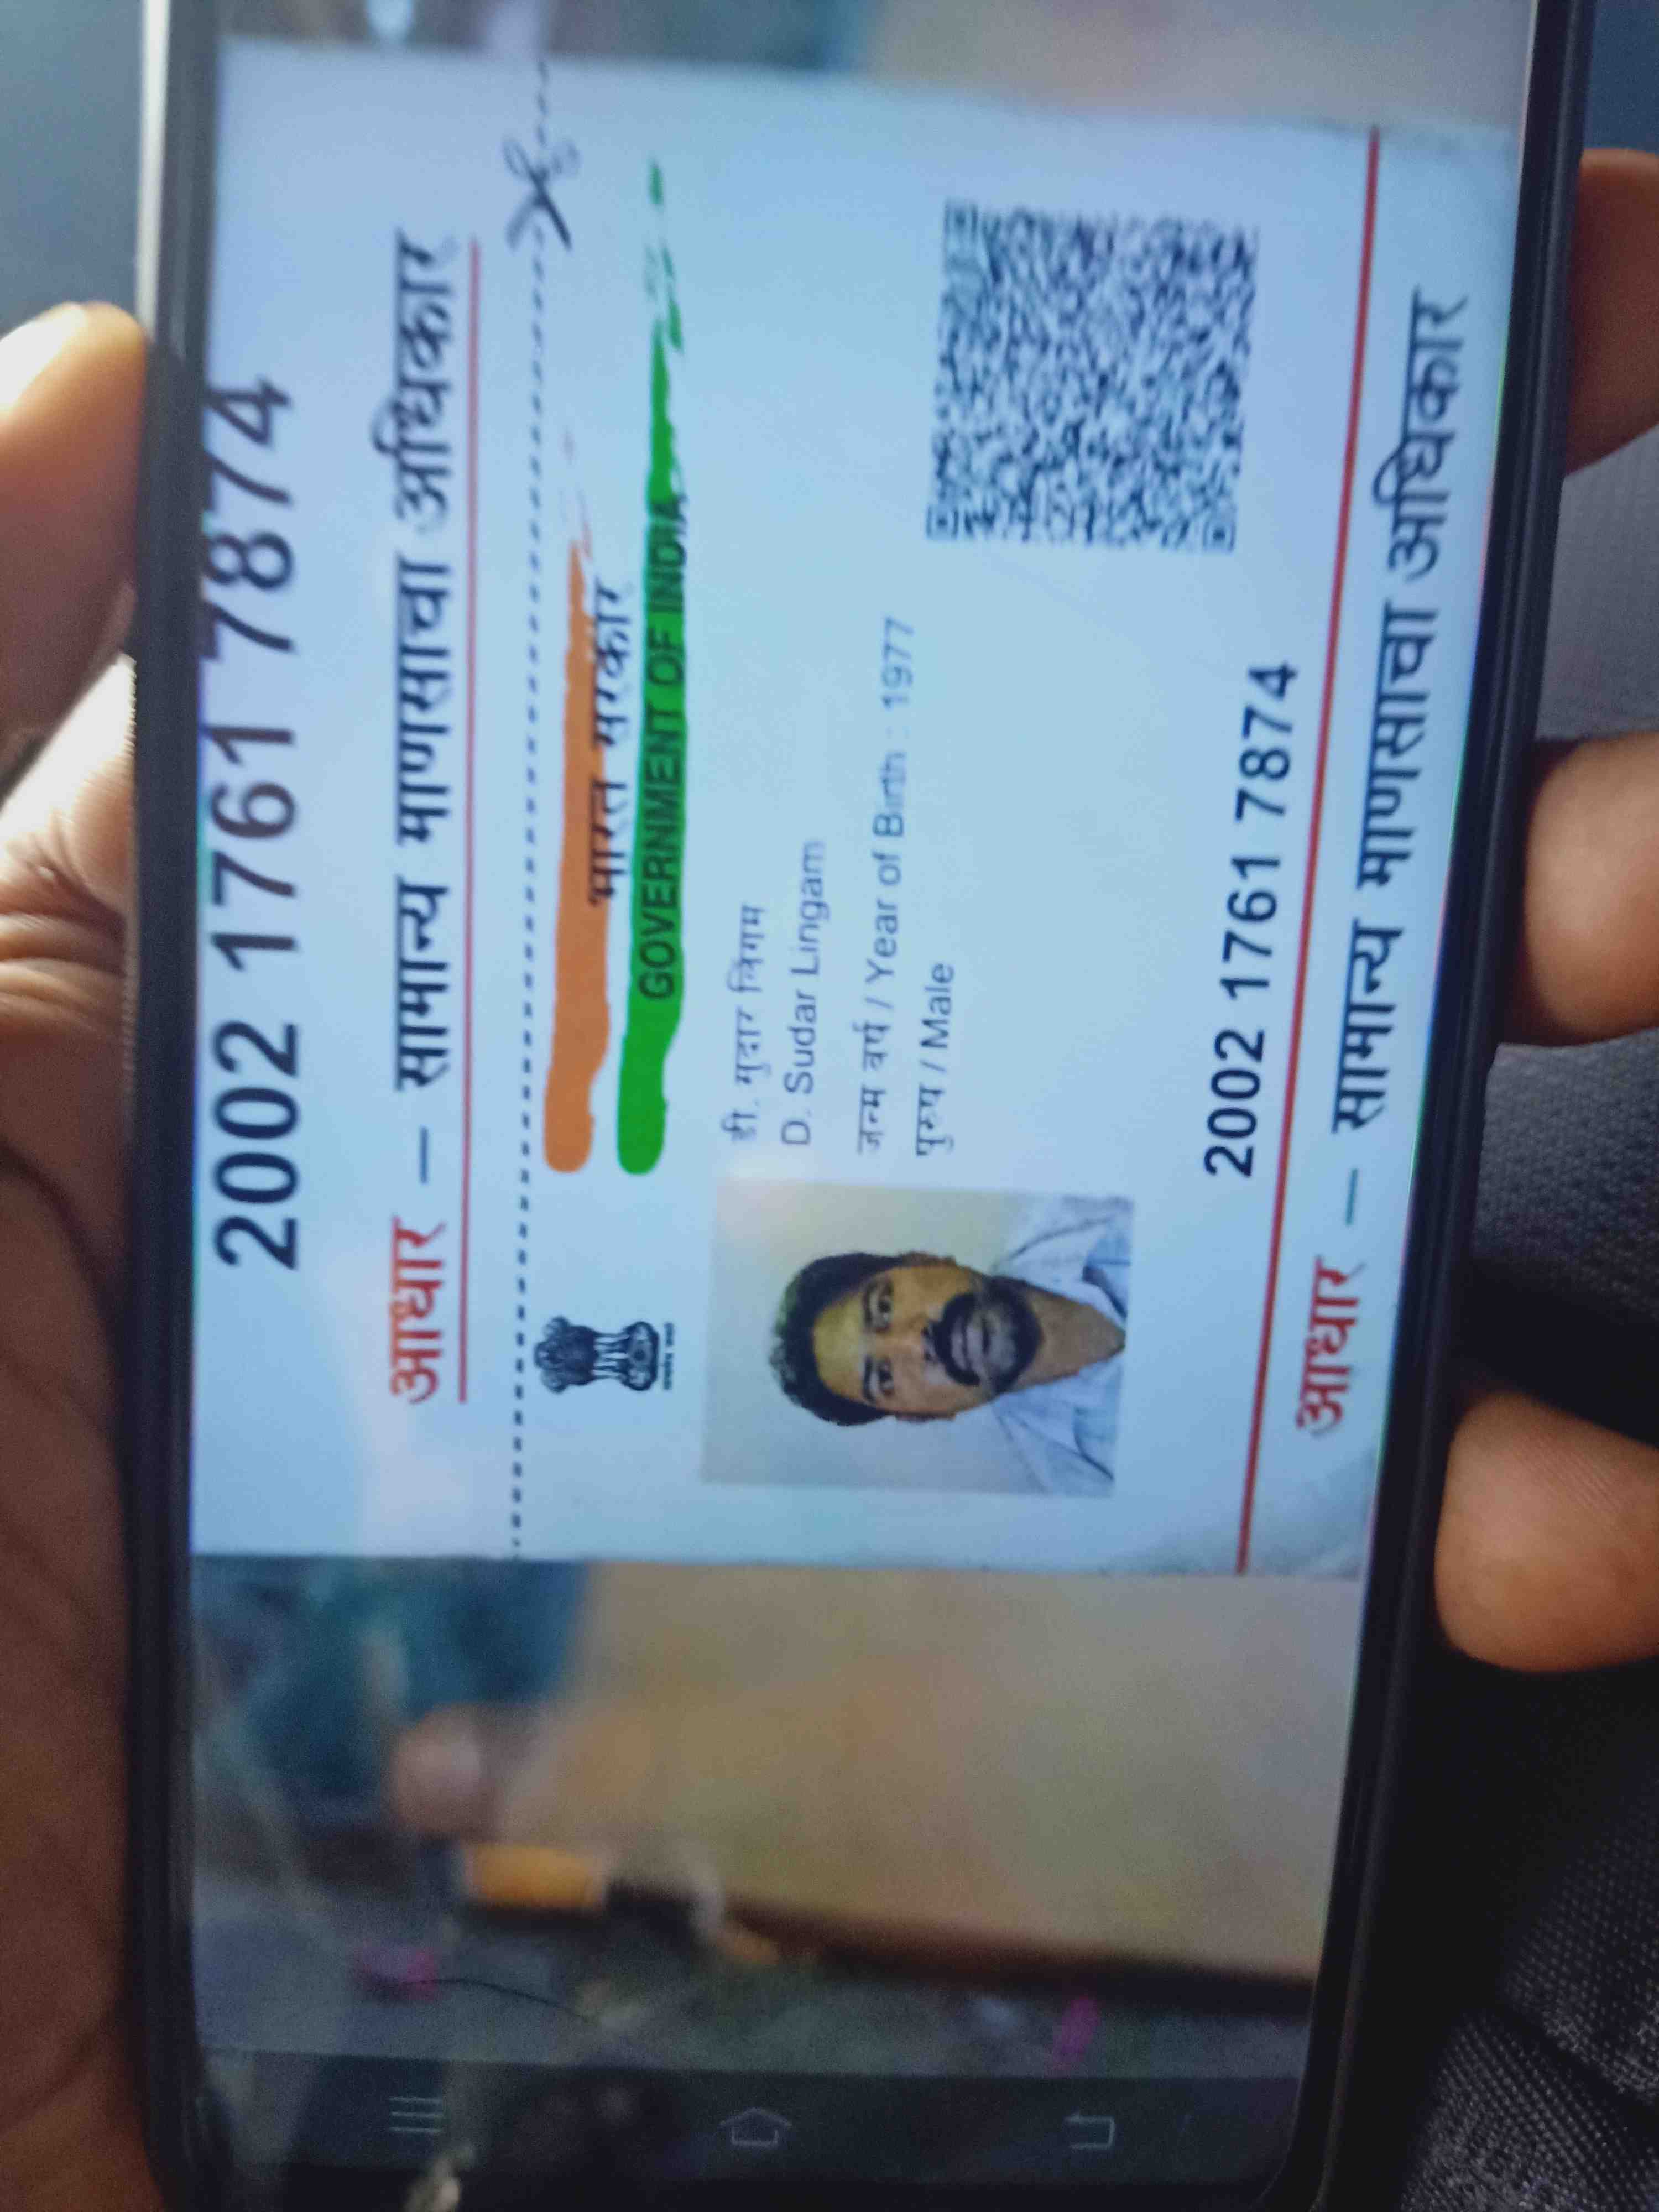 2002 1761 7874
आधार – सामान्य माणसाचा अधिकार
भारत सरकार
GOVERNMENT OF INDIA
डी. सुदार लिंगम
D. Sudar Lingam
जन्म वर्ष / Year of Birth : 1977
पुरुष / Male
2002 1761 7874
आधार – सामान्य माणसाचा अधिकार